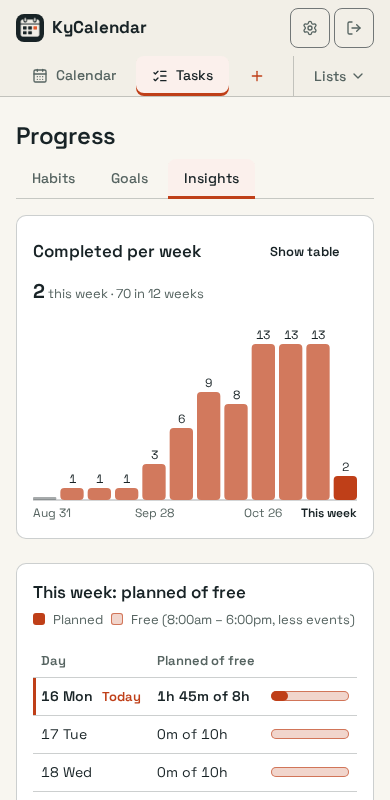 KyCalendar
Calendar Tasks + Lists
Progress
Habits Goals Insights
Completed per week Show table
2 this week · 70 in 12 weeks
1 1 1 3 6 9 8 13 13 13 2
Aug 31 Sep 28 Oct 26 This week
This week: planned of free
Planned Free (8:00am – 6:00pm, less events)
Day Planned of free
16 Mon Today 1h 45m of 8h
17 Tue 0m of 10h
18 Wed 0m of 10h